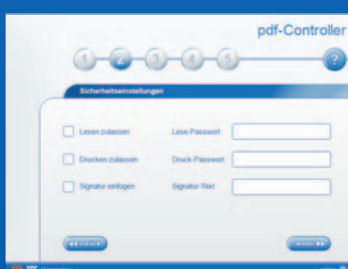 pdf-Controller
1 2 3 4 5 ?
Sicherheitseinstellungen
Lesen zulassen Lese-Passwort
Drucken zulassen Druck-Passwort
Signatur einfügen Signatur-Text